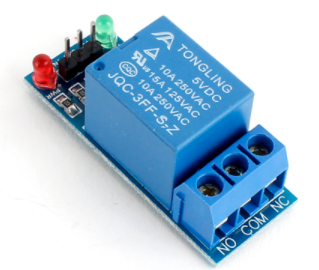 TONGLING
5VDC
10A 250VAC
15A 125VAC
10A 250VAC
JQC-3FF-S-Z
NO COM NC